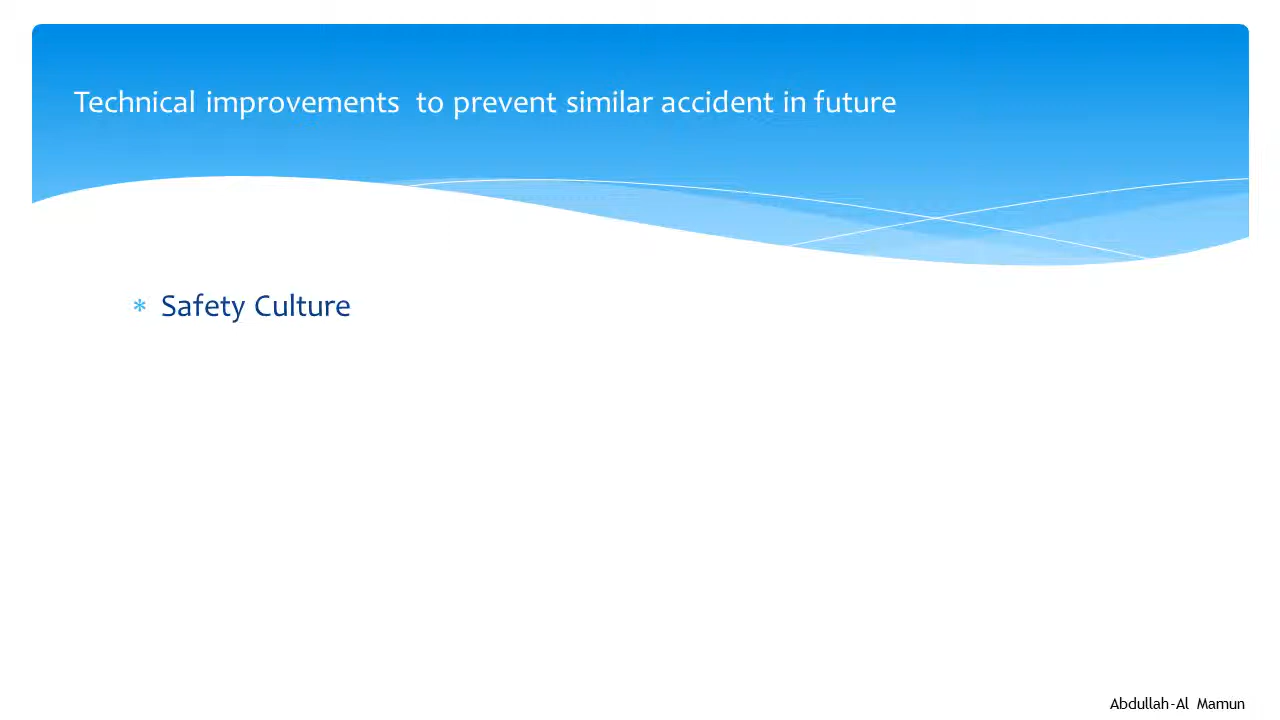 Technical improvements  to prevent similar accident in future
* Safety Culture
Abdullah-Al Mamun